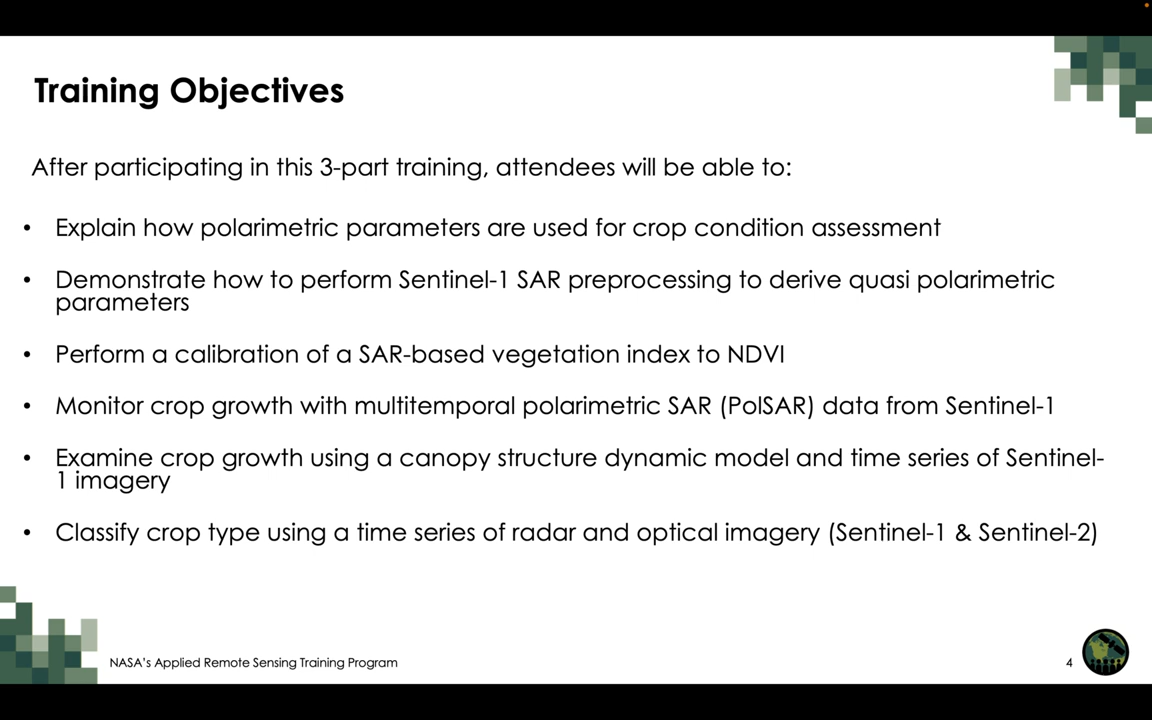 Training Objectives
After participating in this 3-part training, attendees will be able to:
• Explain how polarimetric parameters are used for crop condition assessment
• Demonstrate how to perform Sentinel-1 SAR preprocessing to derive quasi polarimetric
parameters
• Perform a calibration of a SAR-based vegetation index to NDVI
• Monitor crop growth with multitemporal polarimetric SAR (PolSAR) data from Sentinel-1
• Examine crop growth using a canopy structure dynamic model and time series of Sentinel-
1 imagery
• Classify crop type using a time series of radar and optical imagery (Sentinel-1 & Sentinel-2)
NASA's Applied Remote Sensing Training Program
4